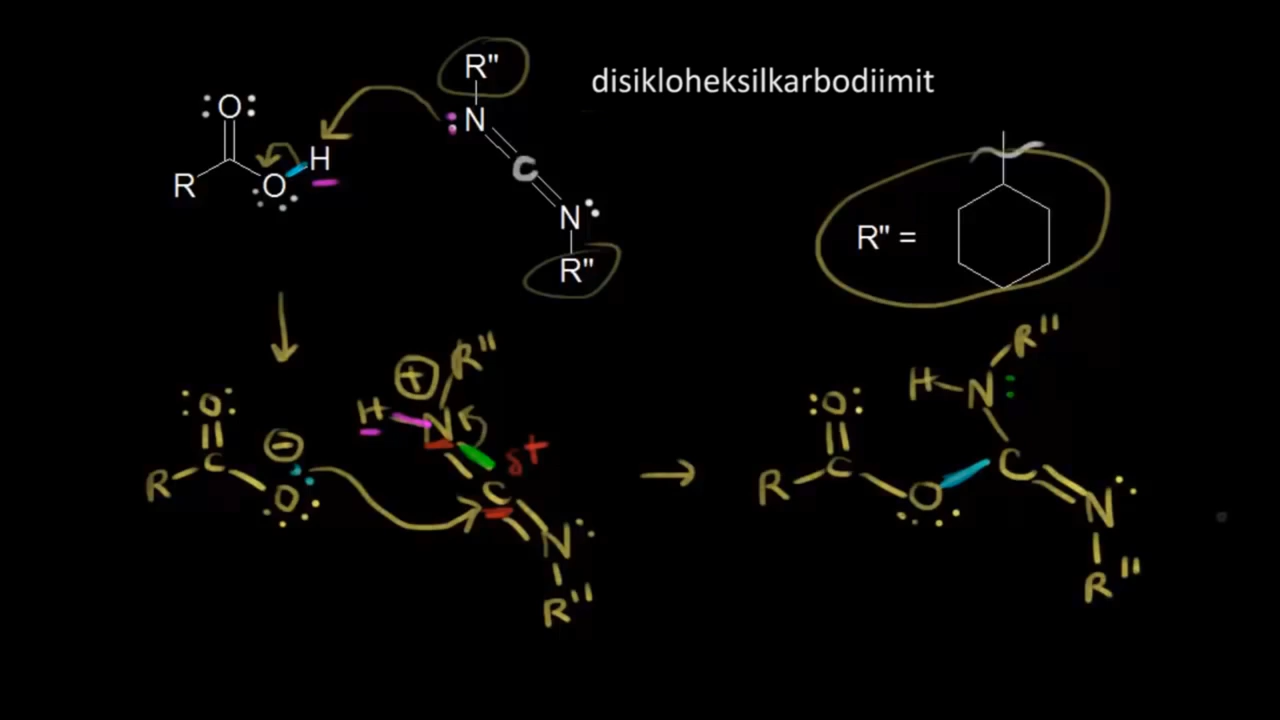 R" disikloheksilkarbodiimit
O
N
H
C
R O
N
R" =
R"
R"
+ R"
H N R"
O H N
− δ+
C C C
R O C R O
N N
R" R"